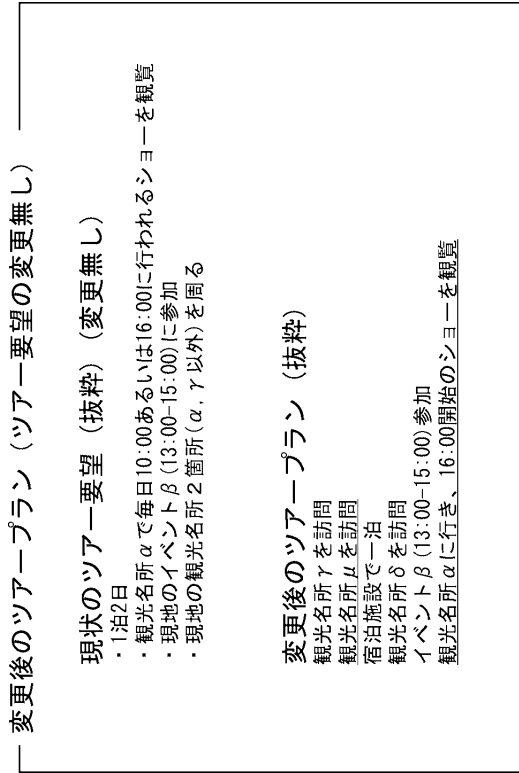 変更後のツアープラン（ツアー要望の変更無し）
現状のツアー要望（抜粋）（変更無し）
・1泊2日
・観光名所αで毎日10:00あるいは16:00に行われるショーを観覧
・現地のイベントβ(13:00-15:00)に参加
・現地の観光名所２箇所(α, γ以外)を周る
変更後のツアープラン（抜粋）
観光名所γを訪問
観光名所μを訪問
宿泊施設で一泊
観光名所δを訪問
イベントβ(13:00-15:00)参加
観光名所αに行き、16:00開始のショーを観覧